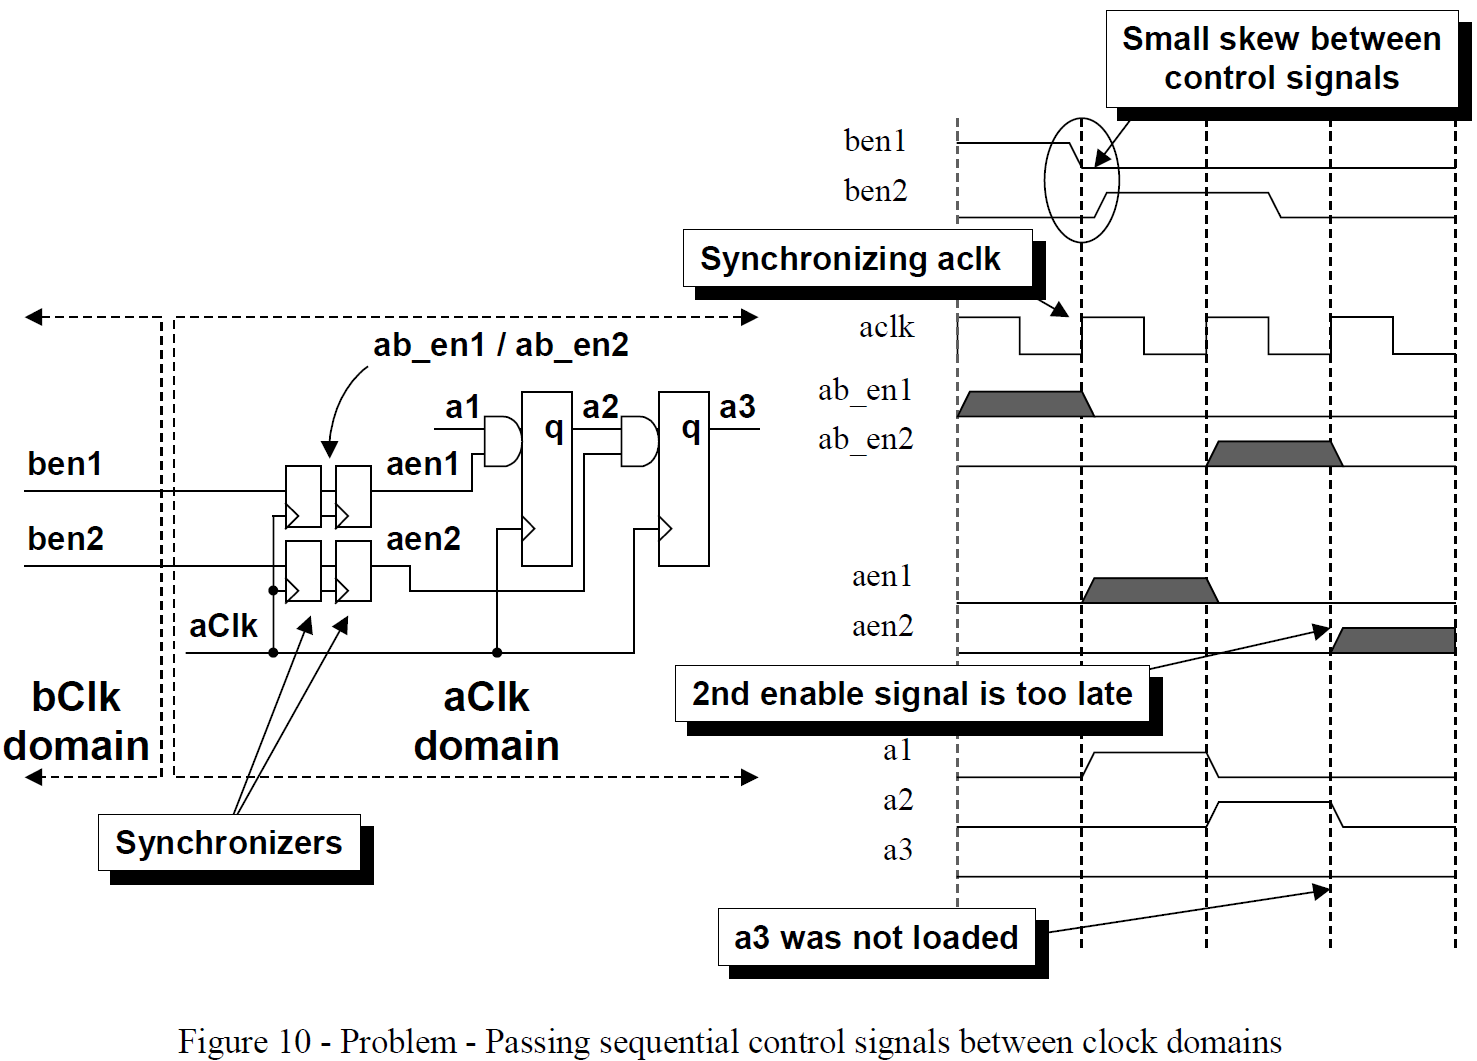 Small skew between
control signals
ben1
ben2
Synchronizing aclk
aclk
ab_en1 / ab_en2
ab_en1
ab_en2
a1
q
a2
q
a3
ben1
aen1
ben2
aen2
aClk
aen1
aen2
2nd enable signal is too late
bClk
domain
aClk
domain
a1
a2
a3
Synchronizers
a3 was not loaded
Figure 10 - Problem - Passing sequential control signals between clock domains